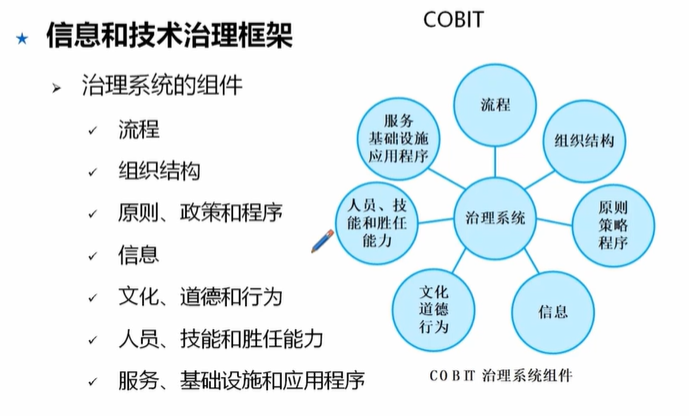 COBIT
信息和技术治理框架
治理系统的组件
流程
组织结构
原则、政策和程序
信息
文化、道德和行为
人员、技能和胜任能力
服务、基础设施和应用程序
流程
组织结构
原则
策略
程序
信息
文化
道德
行为
人员、技
能和胜任
能力
服务
基础设施
应用程序
治理系统
COBIT 治理系统组件